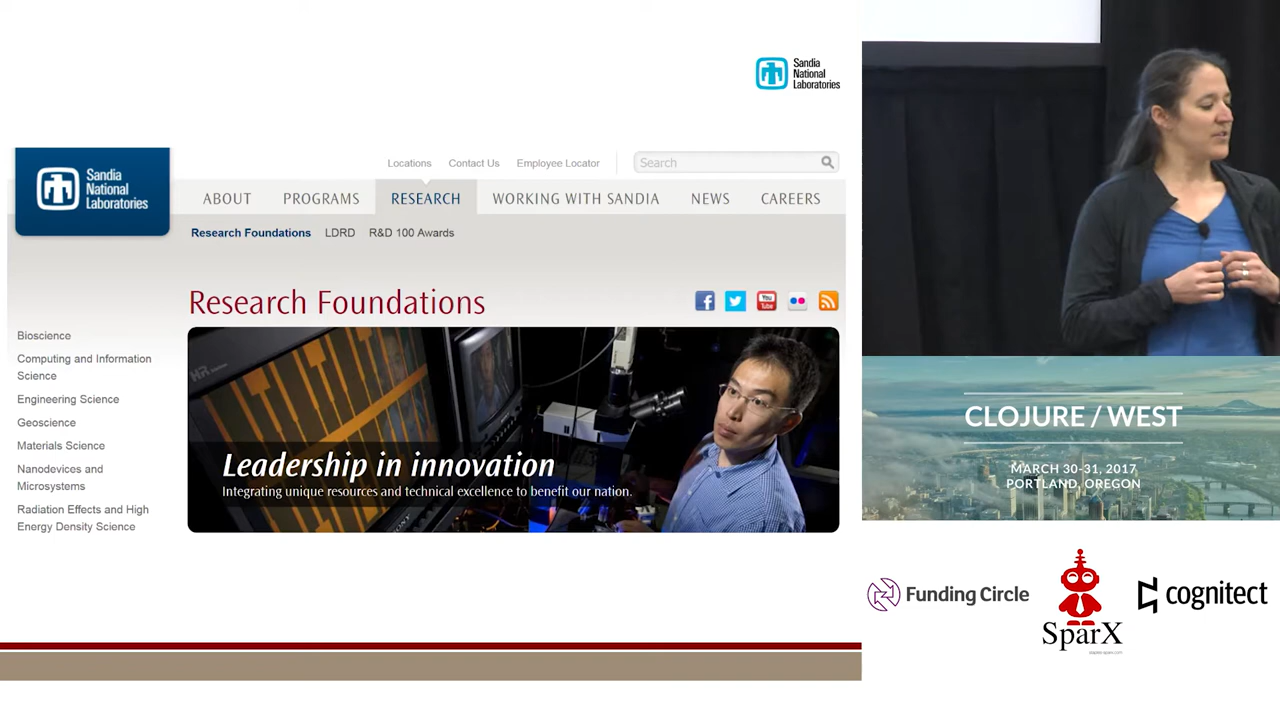 Sandia
National
Laboratories
Sandia
National
Laboratories
Locations
Contact Us
Employee Locator
Search
ABOUT
PROGRAMS
RESEARCH
WORKING WITH SANDIA
NEWS
CAREERS
Research Foundations
LDRD
R&D 100 Awards
Research Foundations
You
Tube
Bioscience
Computing and Information
Science
Engineering Science
Geoscience
Materials Science
Nanodevices and
Microsystems
Radiation Effects and High
Energy Density Science
Leadership in innovation
Integrating unique resources and technical excellence to benefit our nation.
CLOJURE / WEST
MARCH 30-31, 2017
PORTLAND, OREGON
Funding Circle
SparX
cognitect